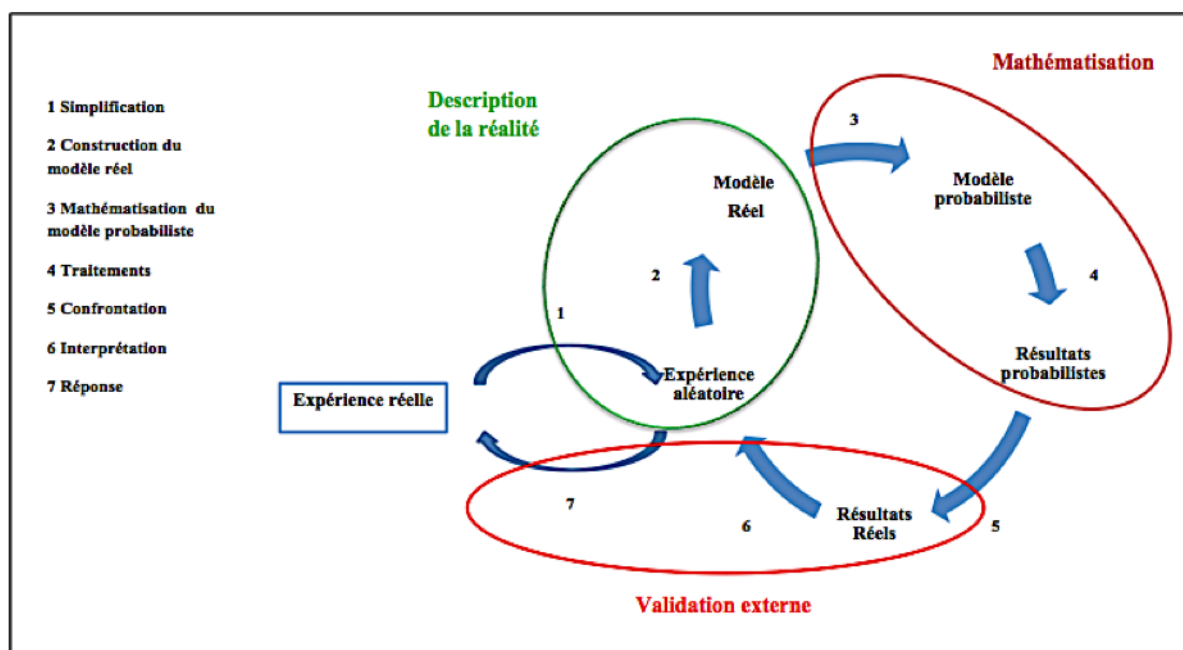 1 Simplification
2 Construction du
modèle réel
3 Mathématisation du
modèle probabiliste
4 Traitements
5 Confrontation
6 Interprétation
7 Réponse
Description
de la réalité
Mathématisation
3
Modèle
Réel
Modèle
probabiliste
2
4
1
Expérience
aléatoire
Résultats
probabilistes
Expérience réelle
7
6
Résultats
Réels
5
Validation externe